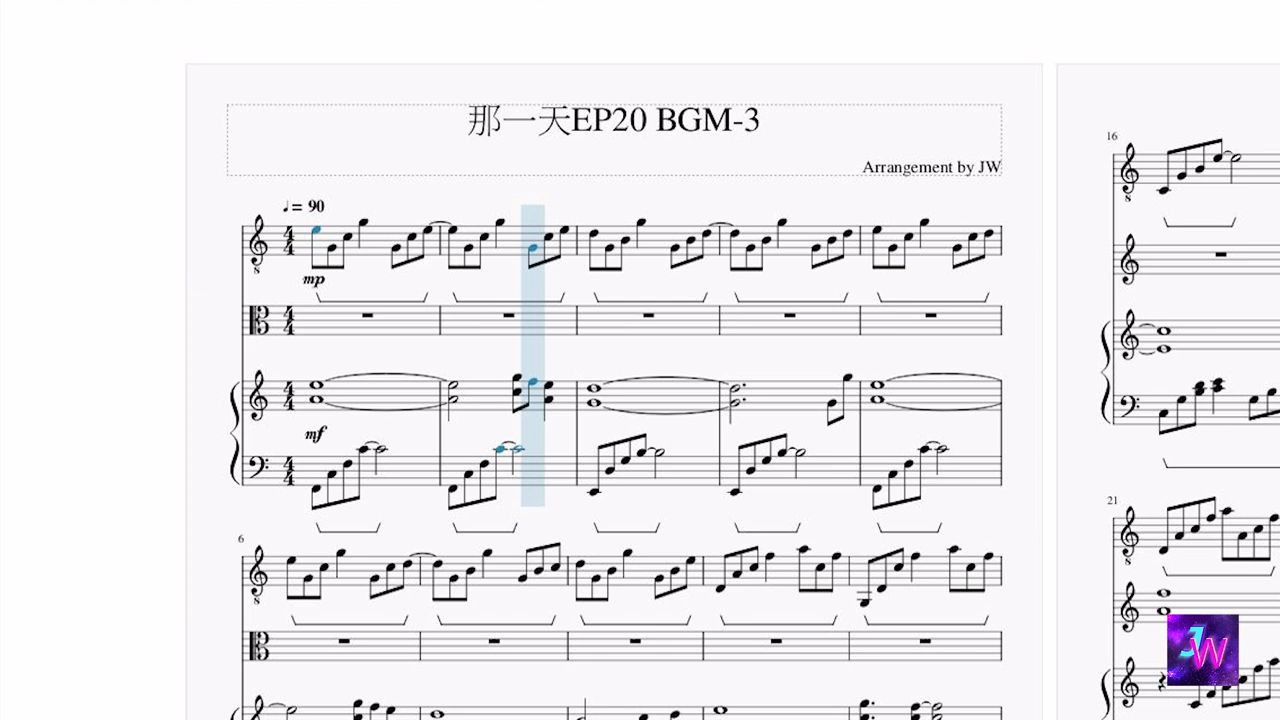 那一天EP20 BGM-3
Arrangement by JW
♩= 90
mp
mf
6
16
21
JW